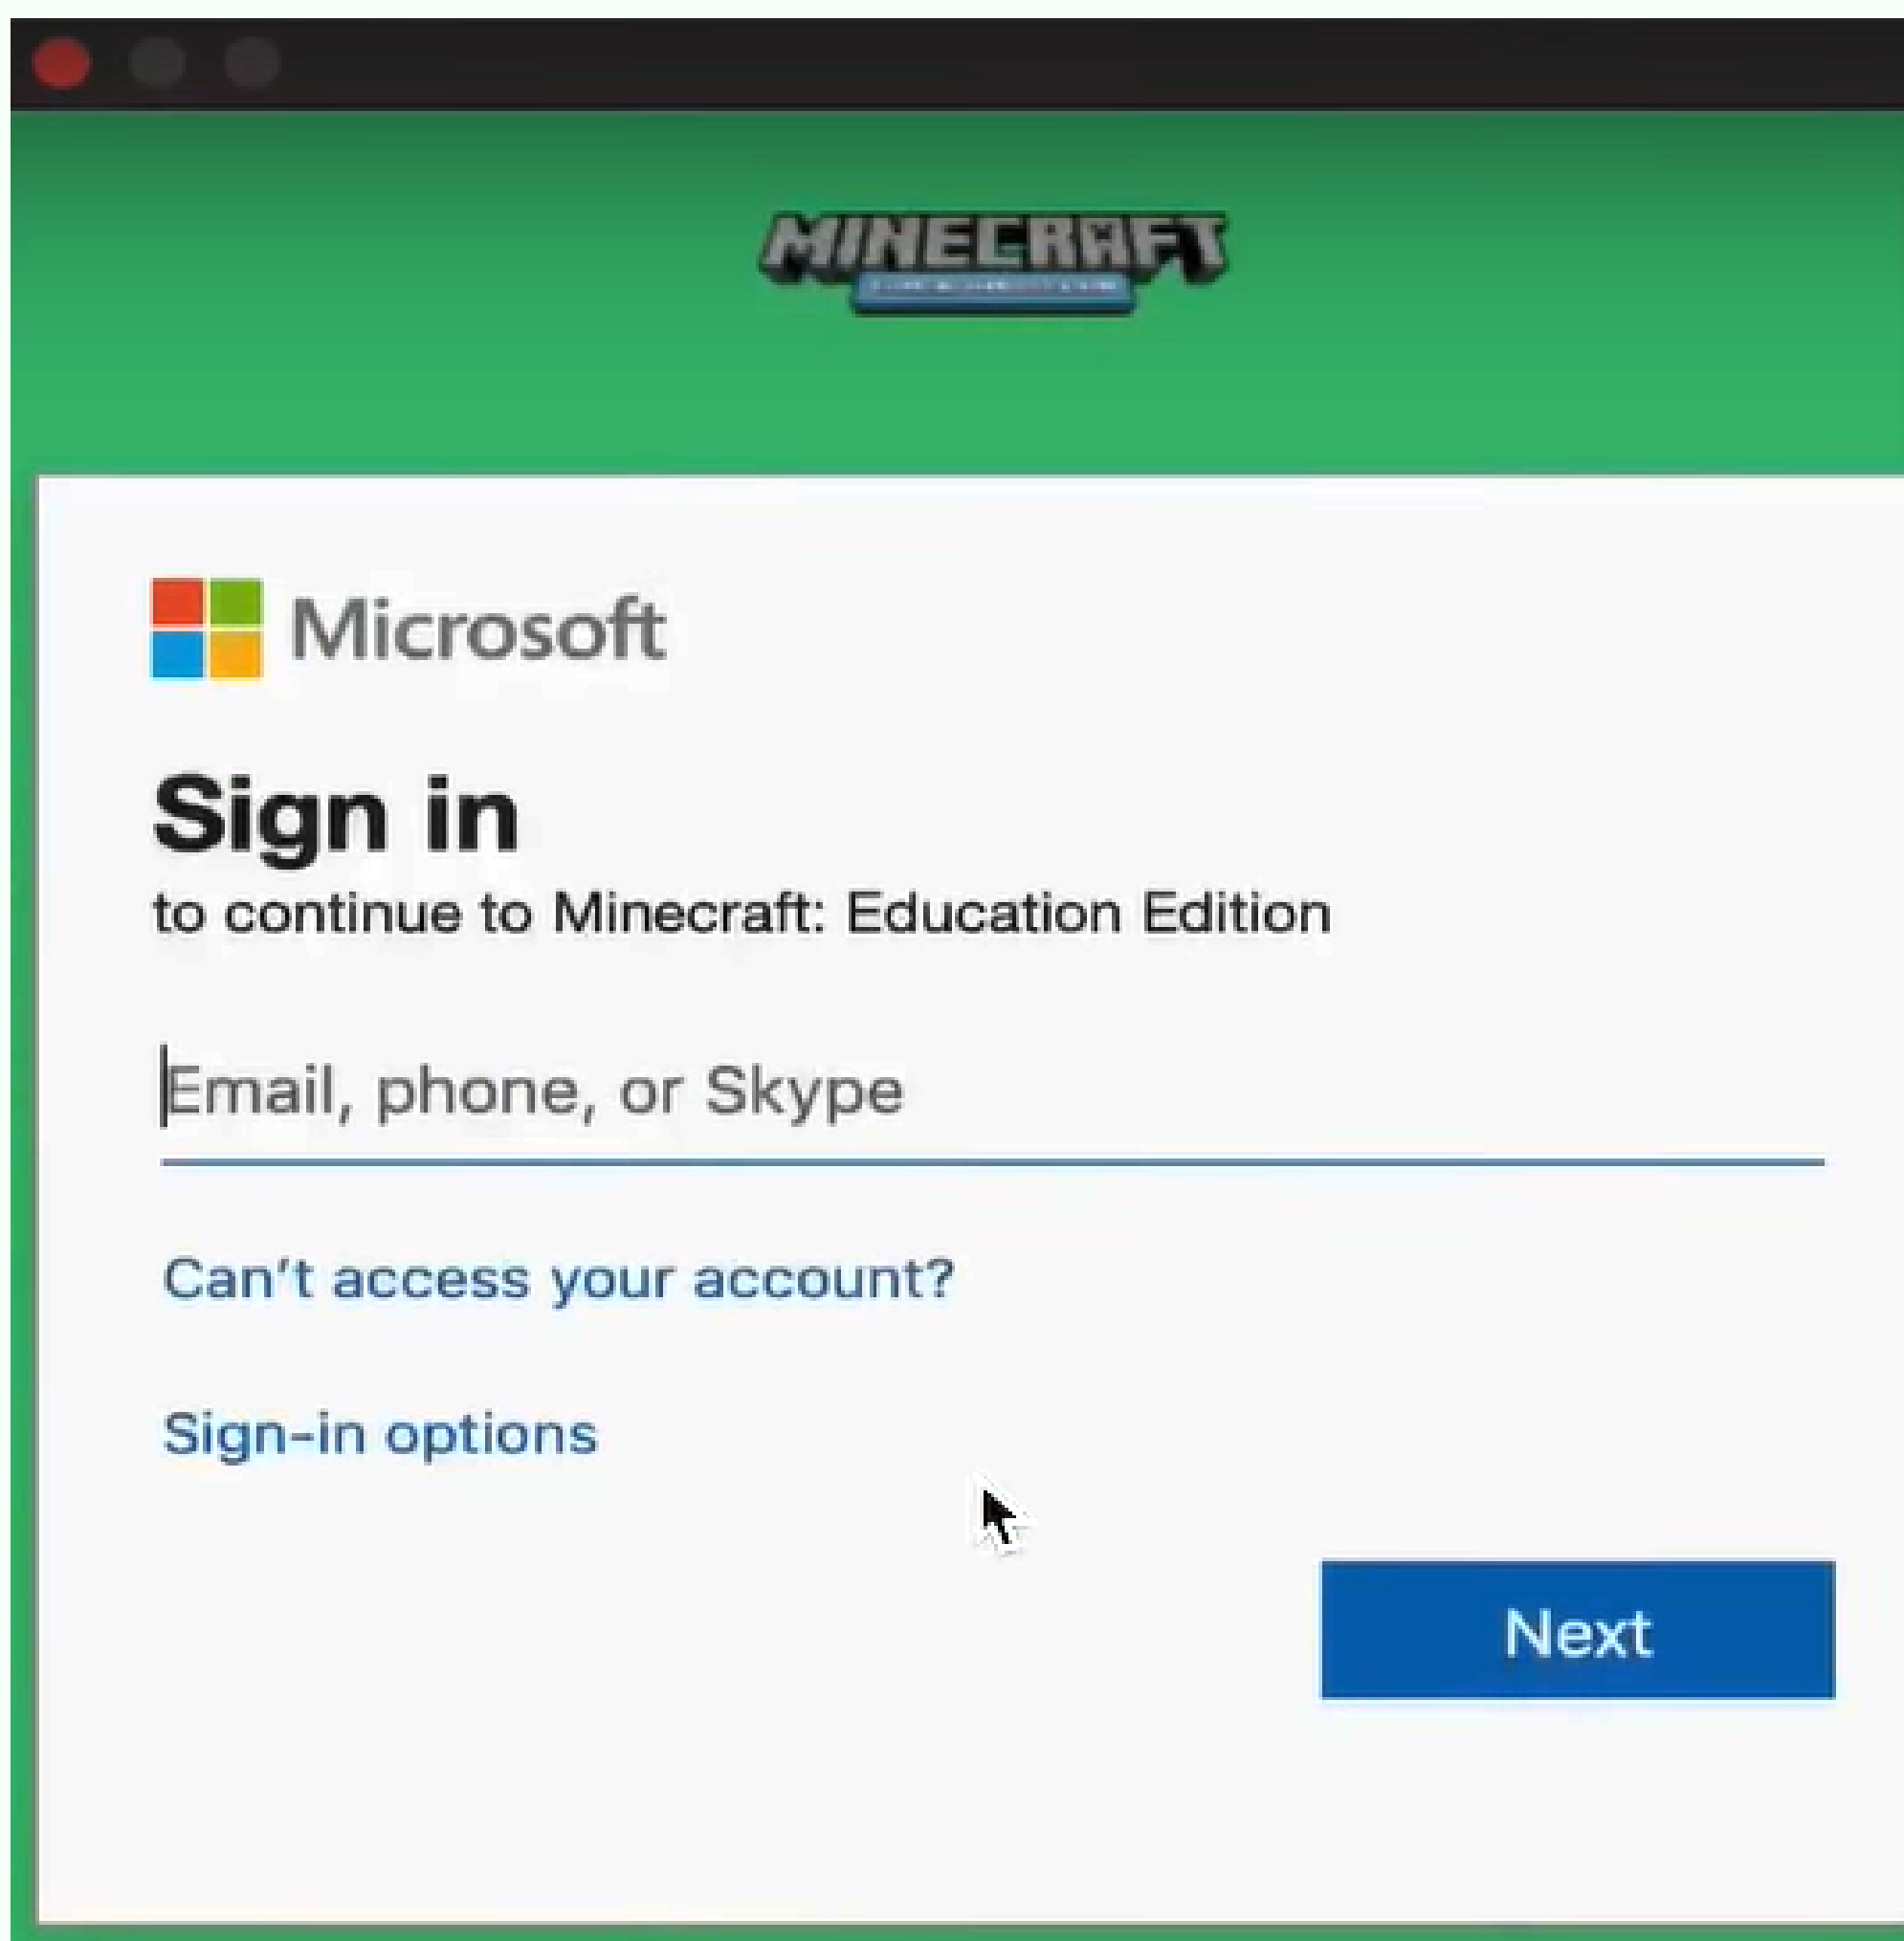 MINECRAFT
Microsoft
Sign in
to continue to Minecraft: Education Edition
Email, phone, or Skype
Can't access your account?
Sign-in options
Next